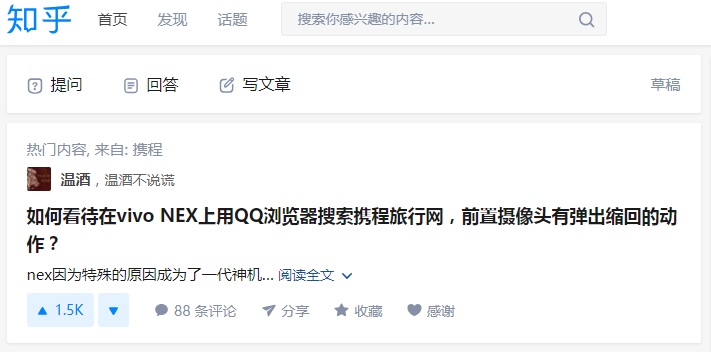 知乎 首页 发现 话题 搜索你感兴趣的内容...
提问 回答 写文章 草稿
热门内容, 来自: 携程
温酒，温酒不说谎
如何看待在vivo NEX上用QQ浏览器搜索携程旅行网，前置摄像头有弹出缩回的动
作？
nex因为特殊的原因成为了一代神机... 阅读全文
1.5K 88 条评论 分享 收藏 感谢